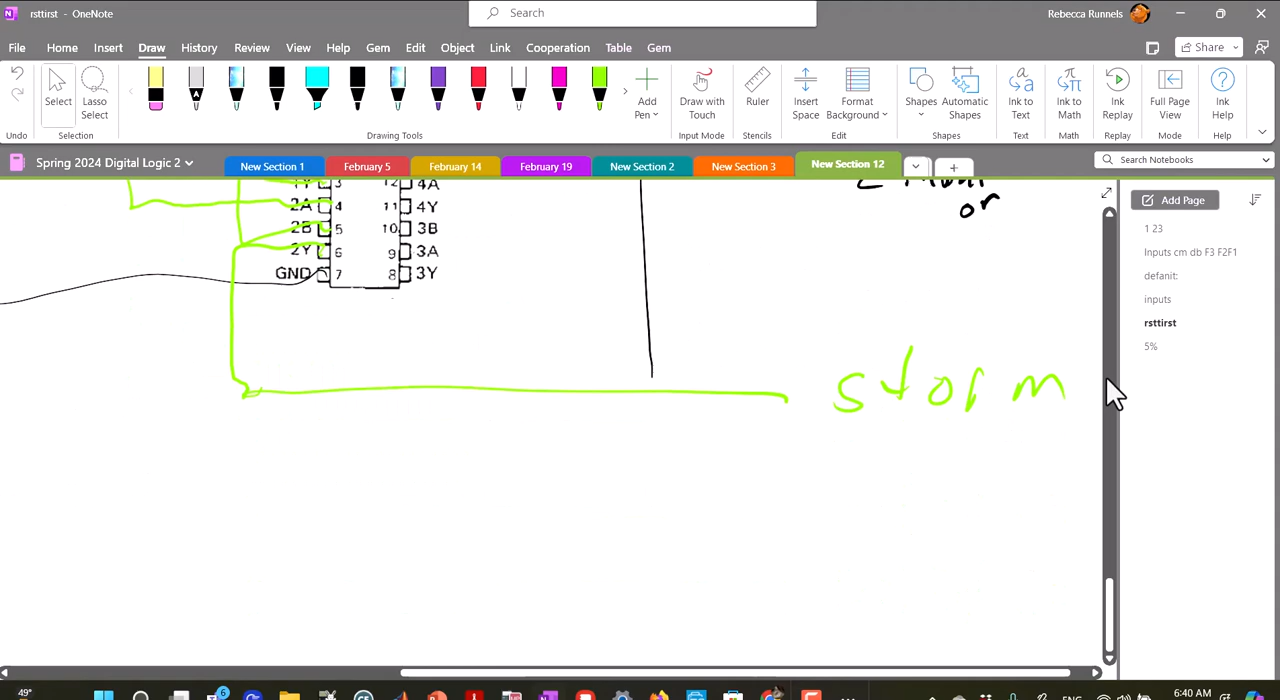 rsttirst - OneNote
Search
Rebecca Runnels
File Home Insert Draw History Review View Help Gem Edit Object Link Cooperation Table Gem
Share
Select
Lasso Select
Add Pen
Draw with Touch
Ruler
Insert Space
Format Background
Shapes
Automatic Shapes
Ink to Text
Ink to Math
Ink Replay
Full Page View
Ink Help
Undo
Selection
Drawing Tools
Input Mode
Stencils
Edit
Shapes
Text
Math
Replay
Mode
Help
Spring 2024 Digital Logic 2
New Section 1
February 5
February 14
February 19
New Section 2
New Section 3
New Section 12
Search Notebooks
Add Page
1 23
Inputs cm db F3 F2F1
defanit:
inputs
rsttirst
5%
1Y 3 12 4A
2A 4 11 4Y
2B 5 10 3B
2Y 6 9 3A
GND 7 8 3Y
or
storm
49°
6
ENG
6:40 AM